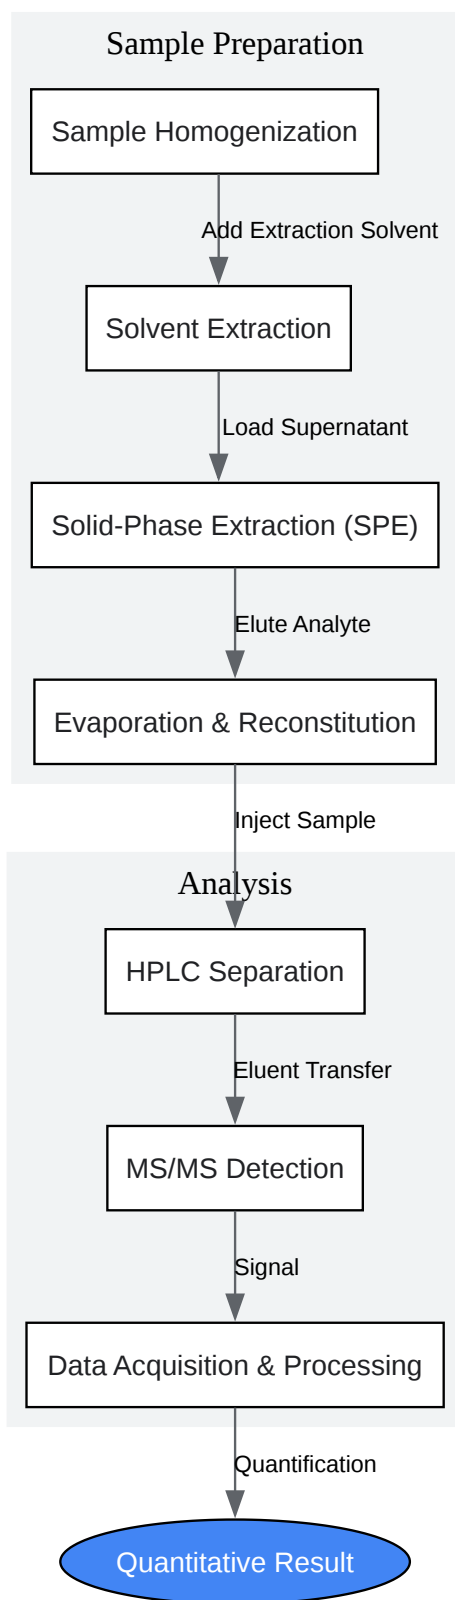 Sample Preparation
Sample Homogenization
Add Extraction Solvent
Solvent Extraction
Load Supernatant
Solid-Phase Extraction (SPE)
Elute Analyte
Evaporation & Reconstitution
Inject Sample
Analysis
HPLC Separation
Eluent Transfer
MS/MS Detection
Signal
Data Acquisition & Processing
Quantification
Quantitative Result